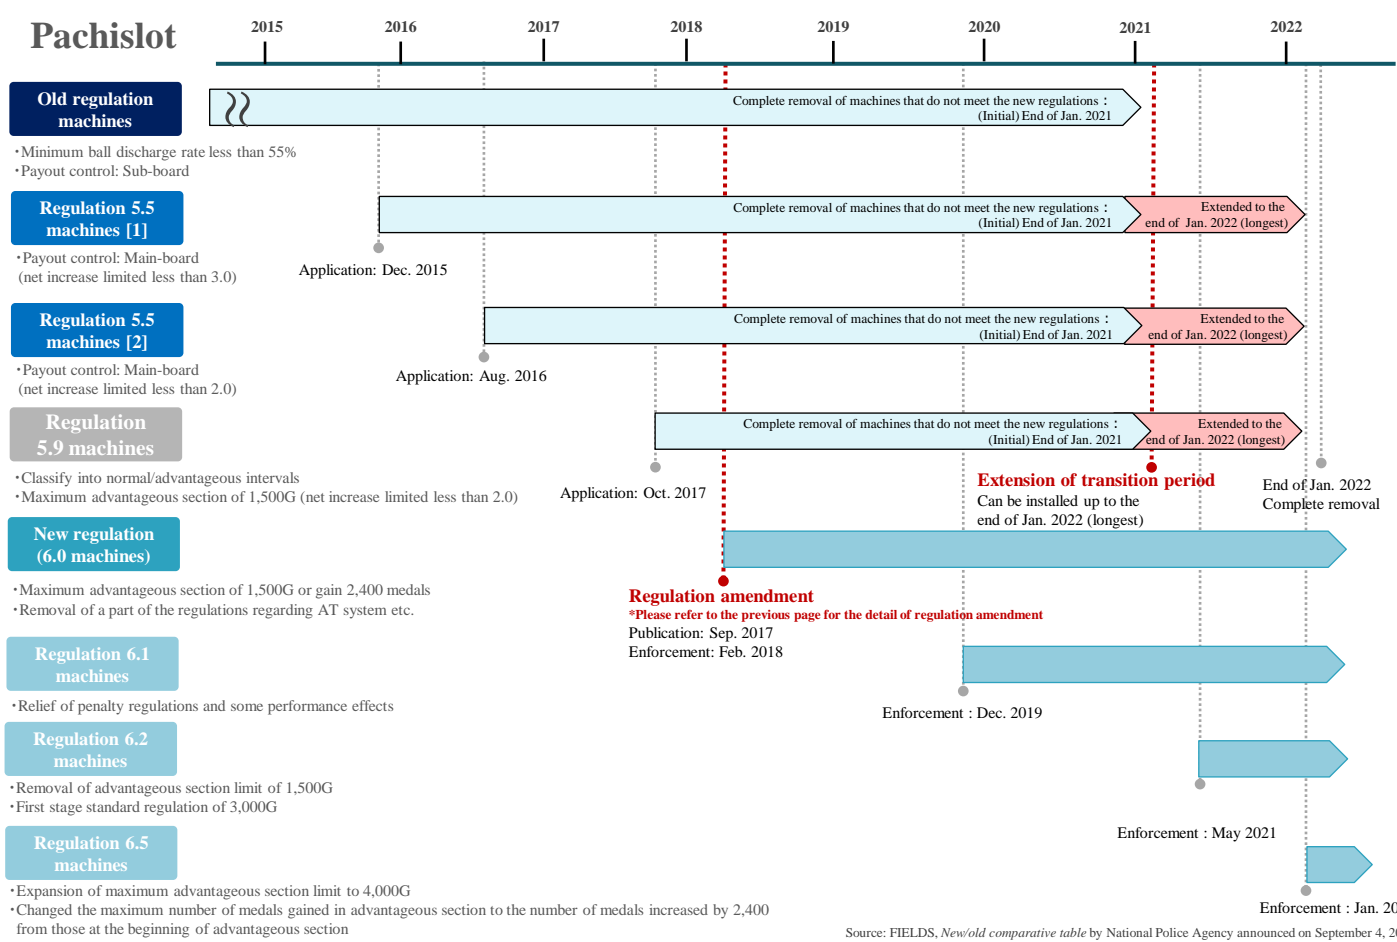 Pachislot
2015 2016 2017 2018 2019 2020 2021 2022
Old regulation
machines
Complete removal of machines that do not meet the new regulations：
(Initial) End of Jan. 2021
・Minimum ball discharge rate less than 55%
・Payout control: Sub-board
Regulation 5.5
machines [1]
Complete removal of machines that do not meet the new regulations：
(Initial) End of Jan. 2021
Extended to the
end of Jan. 2022 (longest)
・Payout control: Main-board
(net increase limited less than 3.0)
Application: Dec. 2015
Regulation 5.5
machines [2]
Complete removal of machines that do not meet the new regulations：
(Initial) End of Jan. 2021
Extended to the
end of Jan. 2022 (longest)
・Payout control: Main-board
(net increase limited less than 2.0)
Application: Aug. 2016
Regulation
5.9 machines
Complete removal of machines that do not meet the new regulations：
(Initial) End of Jan. 2021
Extended to the
end of Jan. 2022 (longest)
・Classify into normal/advantageous intervals
・Maximum advantageous section of 1,500G (net increase limited less than 2.0)
Application: Oct. 2017
Extension of transition period
Can be installed up to the
end of Jan. 2022 (longest)
End of Jan. 2022
Complete removal
New regulation
(6.0 machines)
・Maximum advantageous section of 1,500G or gain 2,400 medals
・Removal of a part of the regulations regarding AT system etc.
Regulation amendment
*Please refer to the previous page for the detail of regulation amendment
Publication: Sep. 2017
Enforcement: Feb. 2018
Regulation 6.1
machines
・Relief of penalty regulations and some performance effects
Enforcement : Dec. 2019
Regulation 6.2
machines
・Removal of advantageous section limit of 1,500G
・First stage standard regulation of 3,000G
Enforcement : May 2021
Regulation 6.5
machines
・Expansion of maximum advantageous section limit to 4,000G
・Changed the maximum number of medals gained in advantageous section to the number of medals increased by 2,400
from those at the beginning of advantageous section
Enforcement : Jan. 20
Source: FIELDS, New/old comparative table by National Police Agency announced on September 4, 20